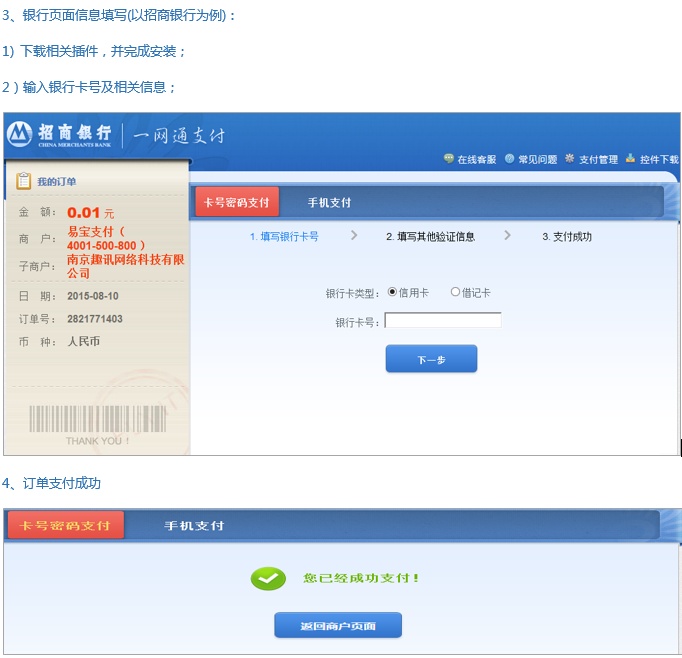 3、银行页面信息填写(以招商银行为例)：
1）下载相关插件，并完成安装；
2）输入银行卡号及相关信息；
招商银行 一网通支付
CHINA MERCHANTS BANK
在线客服 常见问题 支付管理 控件下载
我的订单
卡号密码支付 手机支付
金 额： 0.01 元
商 户： 易宝支付（
4001-500-800 ）
子商户： 南京趣讯网络科技有限
公司
日 期： 2015-08-10
订单号： 2821771403
币 种： 人民币
THANK YOU !
1. 填写银行卡号 2. 填写其他验证信息 3. 支付成功
银行卡类型： 信用卡 借记卡
银行卡号：
下一步
4、订单支付成功
卡号密码支付 手机支付
您已经成功支付！
返回商户页面